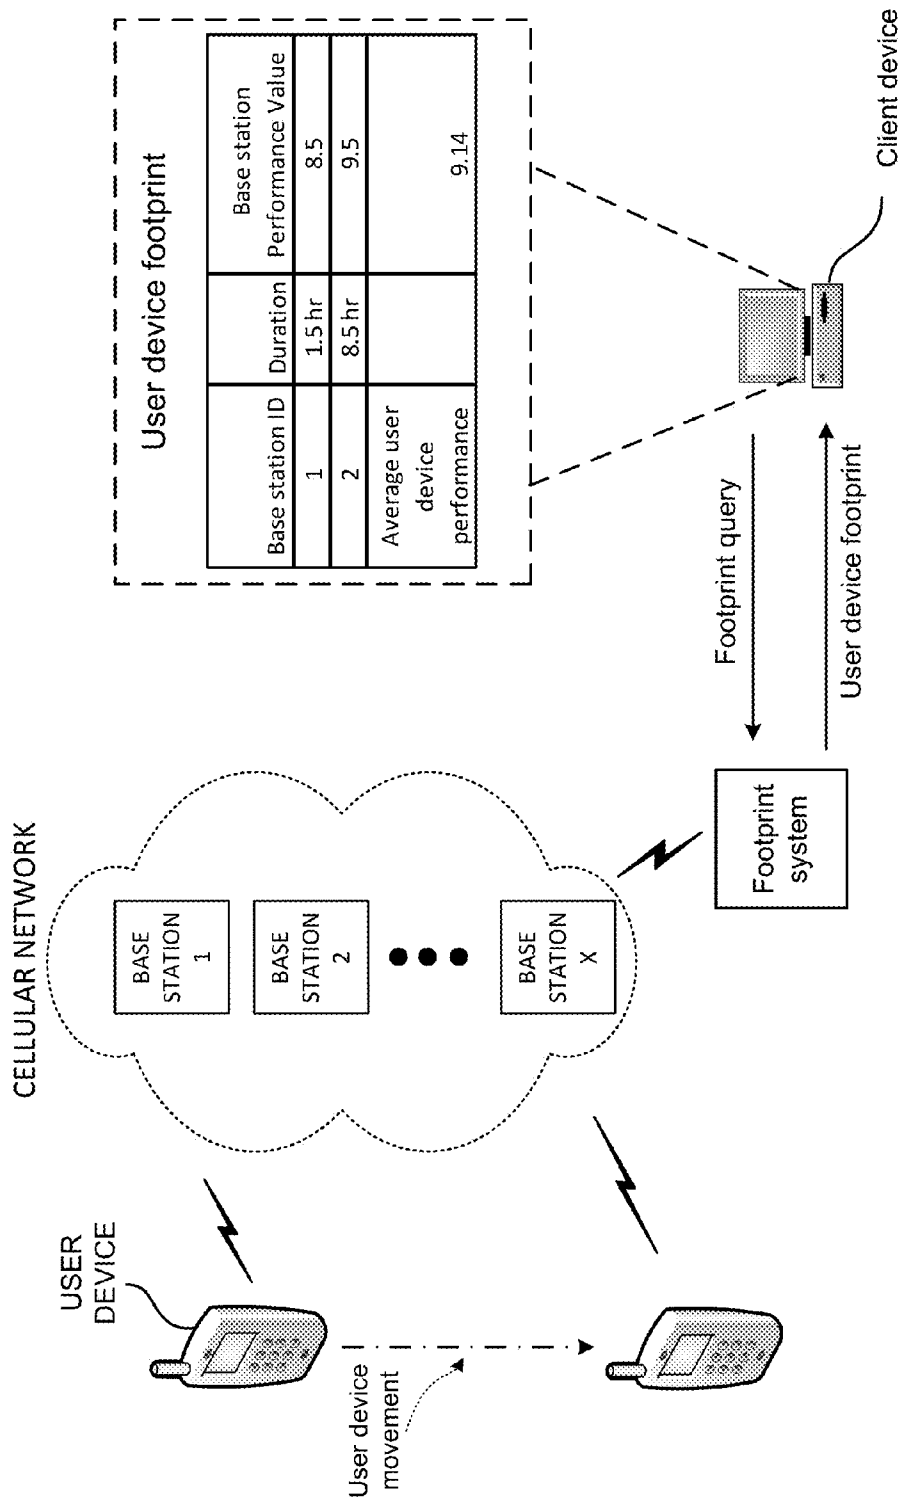 CELLULAR NETWORK
USER
DEVICE
User device
movement
BASE
STATION
1
BASE
STATION
2
BASE
STATION
X
Footprint
system
Footprint query
User device footprint
Client device
User device footprint
Base station ID Duration Base station
Performance Value
1 1.5 hr 8.5
2 8.5 hr 9.5
Average user
device
performance 9.14